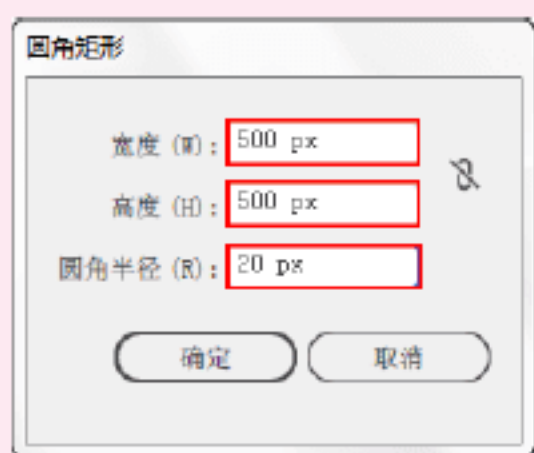 圆角矩形
宽度 (W)：500 px
高度 (H)：500 px
圆角半径 (R)：20 px
确定 取消